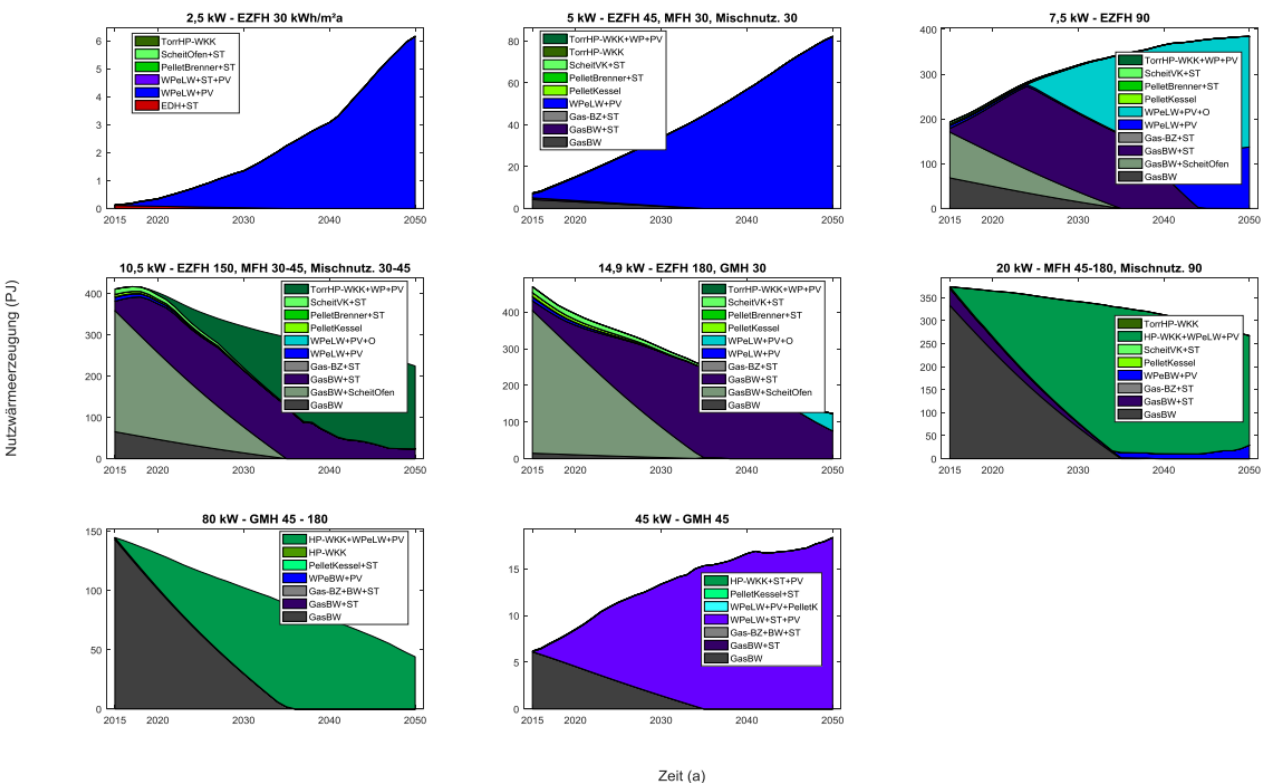 2,5 kW - EZFH 30 kWh/m²a
6
5
4
3
2
1
0
2015 2020 2030 2040 2050
TorrHP-WKK
ScheitOfen+ST
PelletBrenner+ST
WPeLW+ST+PV
WPeLW+PV
EDH+ST
5 kW - EZFH 45, MFH 30, Mischnutz. 30
80
60
40
20
0
2015 2020 2030 2040 2050
TorrHP-WKK+WP+PV
TorrHP-WKK
ScheitVK+ST
PelletBrenner+ST
PelletKessel
WPeLW+PV
Gas-BZ+ST
GasBW+ST
GasBW
7,5 kW - EZFH 90
400
300
200
100
0
2015 2020 2030 2040 2050
TorrHP-WKK+WP+PV
ScheitVK+ST
PelletBrenner+ST
PelletKessel
WPeLW+PV+O
WPeLW+PV
Gas-BZ+ST
GasBW+ST
GasBW+ScheitOfen
GasBW
Nutzwärmeerzeugung (PJ)
10,5 kW - EZFH 150, MFH 30-45, Mischnutz. 30-45
400
300
200
100
0
2015 2020 2030 2040 2050
TorrHP-WKK+WP+PV
ScheitVK+ST
PelletBrenner+ST
PelletKessel
WPeLW+PV+O
WPeLW+PV
Gas-BZ+ST
GasBW+ST
GasBW+ScheitOfen
GasBW
14,9 kW - EZFH 180, GMH 30
400
300
200
100
0
2015 2020 2030 2040 2050
TorrHP-WKK+WP+PV
ScheitVK+ST
PelletBrenner+ST
PelletKessel
WPeLW+PV+O
WPeLW+PV
Gas-BZ+ST
GasBW+ST
GasBW+ScheitOfen
GasBW
20 kW - MFH 45-180, Mischnutz. 90
350
300
250
200
150
100
50
0
2015 2020 2030 2040 2050
TorrHP-WKK
HP-WKK+WPeLW+PV
ScheitVK+ST
PelletKessel
WPeBW+PV
Gas-BZ+ST
GasBW+ST
GasBW
80 kW - GMH 45 - 180
150
100
50
0
2015 2020 2030 2040 2050
HP-WKK+WPeLW+PV
HP-WKK
PelletKessel+ST
WPeBW+PV
Gas-BZ+BW+ST
GasBW+ST
GasBW
45 kW - GMH 45
15
10
5
0
2015 2020 2030 2040 2050
HP-WKK+ST+PV
PelletKessel+ST
WPeLW+PV+PelletK
WPeLW+ST+PV
Gas-BZ+BW+ST
GasBW+ST
GasBW
Zeit (a)